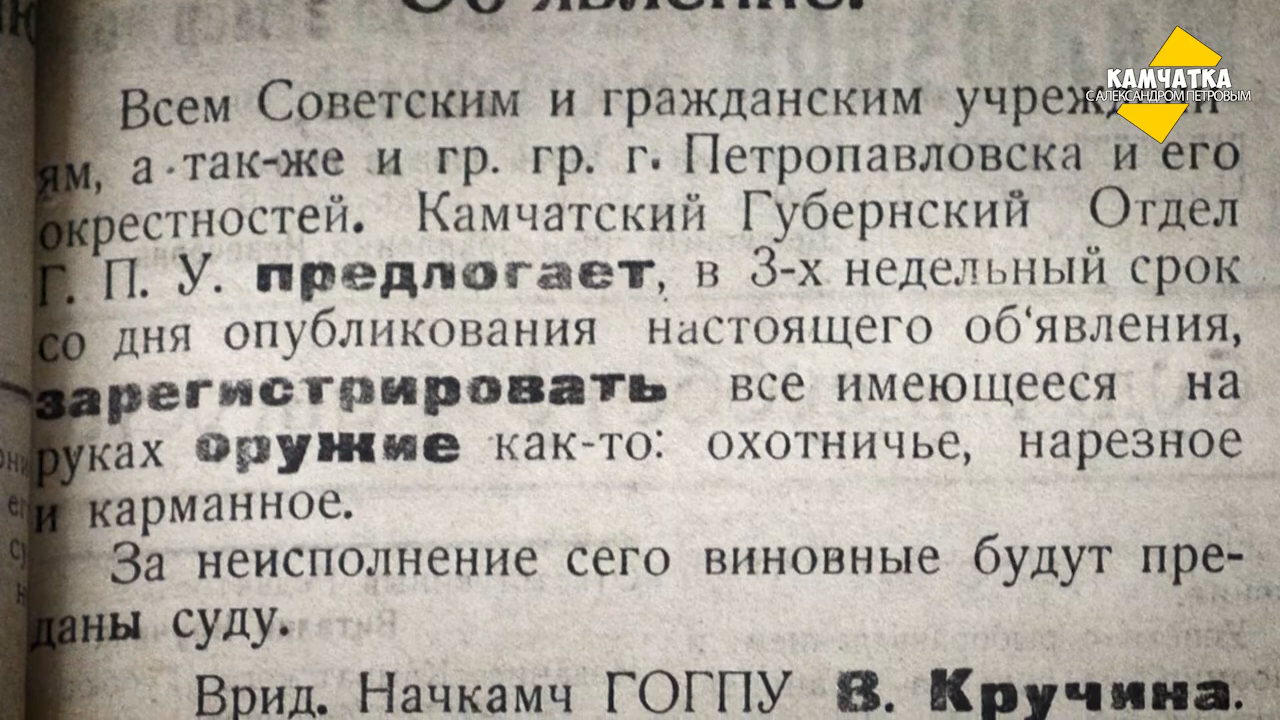 Об'явление.
КАМЧАТКА
С АЛЕКСАНДРОМ ПЕТРОВЫМ
Всем Советским и гражданским
ям, а так-же и гр. гр. г. Петропавловска и его
окрестностей. Камчатский Губернский Отдел
Г. П. У. предлогает, в 3-х недельный срок
со дня опубликования настоящего об'явления,
зарегистрировать все имеющееся на
руках оружие как-то: охотничье, нарезное
и карманное.
За неисполнение сего виновные будут пре-
даны суду.
Врид. Начкамч ГОГПУ В. Кручина.